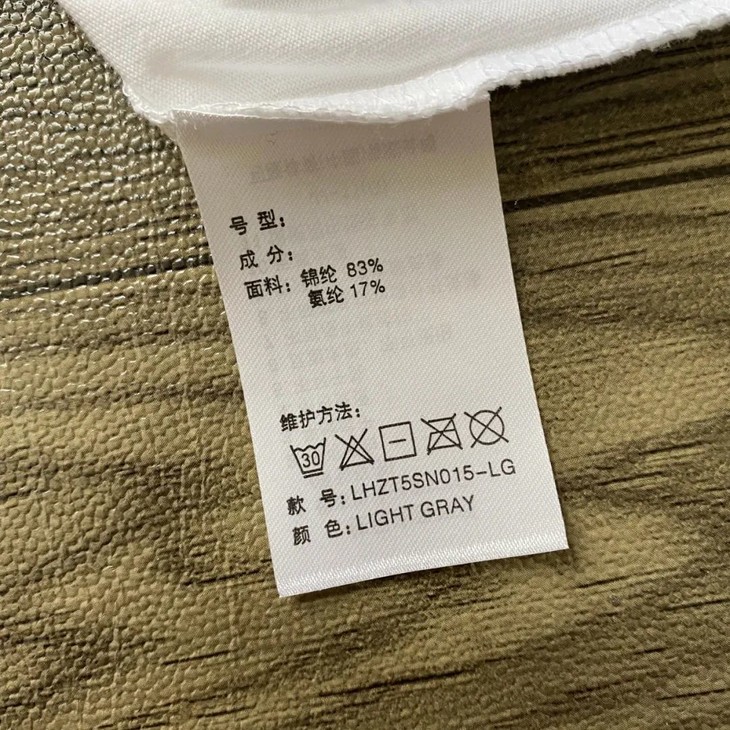 号 型:
成 分:
面料: 锦纶 83%
氨纶 17%
维护方法:
30
款 号: LHZT5SN015-LG
颜 色: LIGHT GRAY